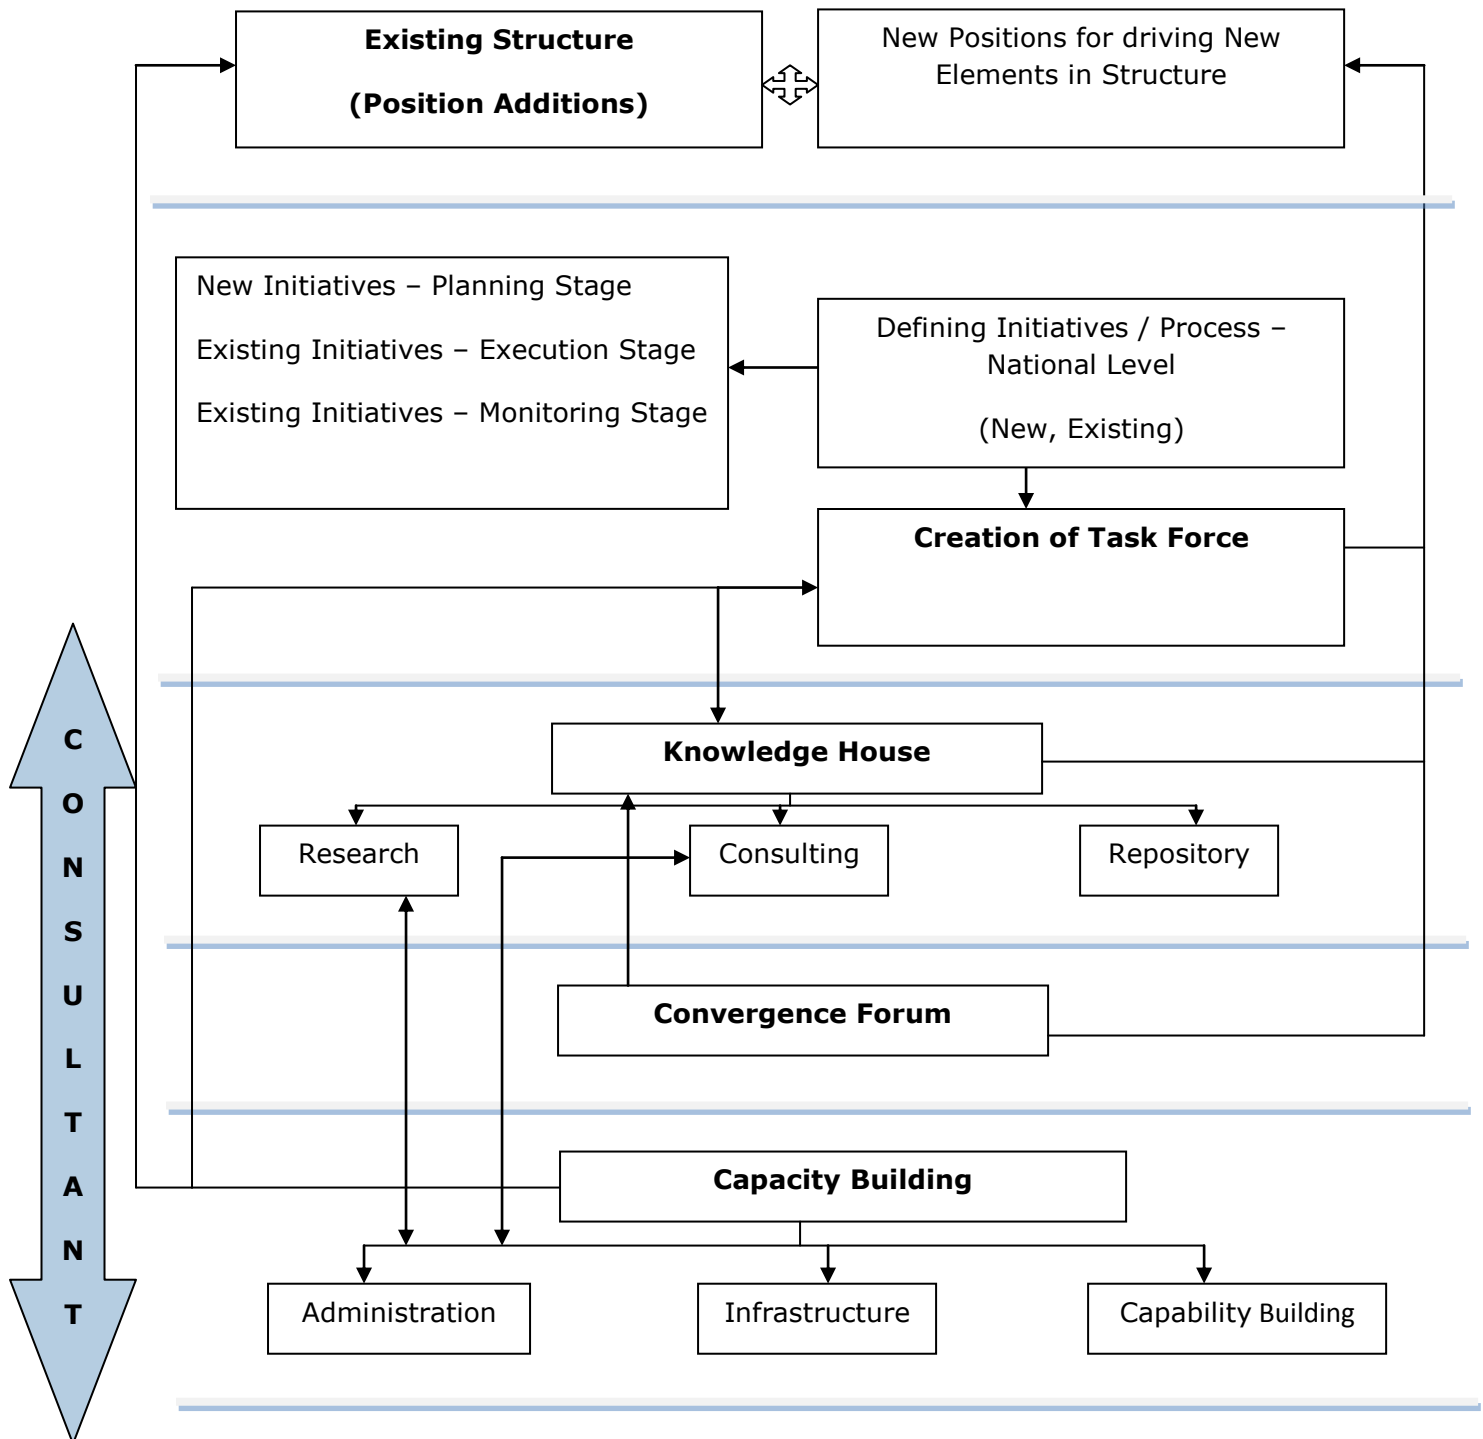 Existing Structure
(Position Additions)
New Positions for driving New
Elements in Structure
New Initiatives – Planning Stage
Existing Initiatives – Execution Stage
Existing Initiatives – Monitoring Stage
Defining Initiatives / Process –
National Level
(New, Existing)
Creation of Task Force
Knowledge House
Research
Consulting
Repository
Convergence Forum
Capacity Building
Administration
Infrastructure
Capability Building
C
O
N
S
U
L
T
A
N
T